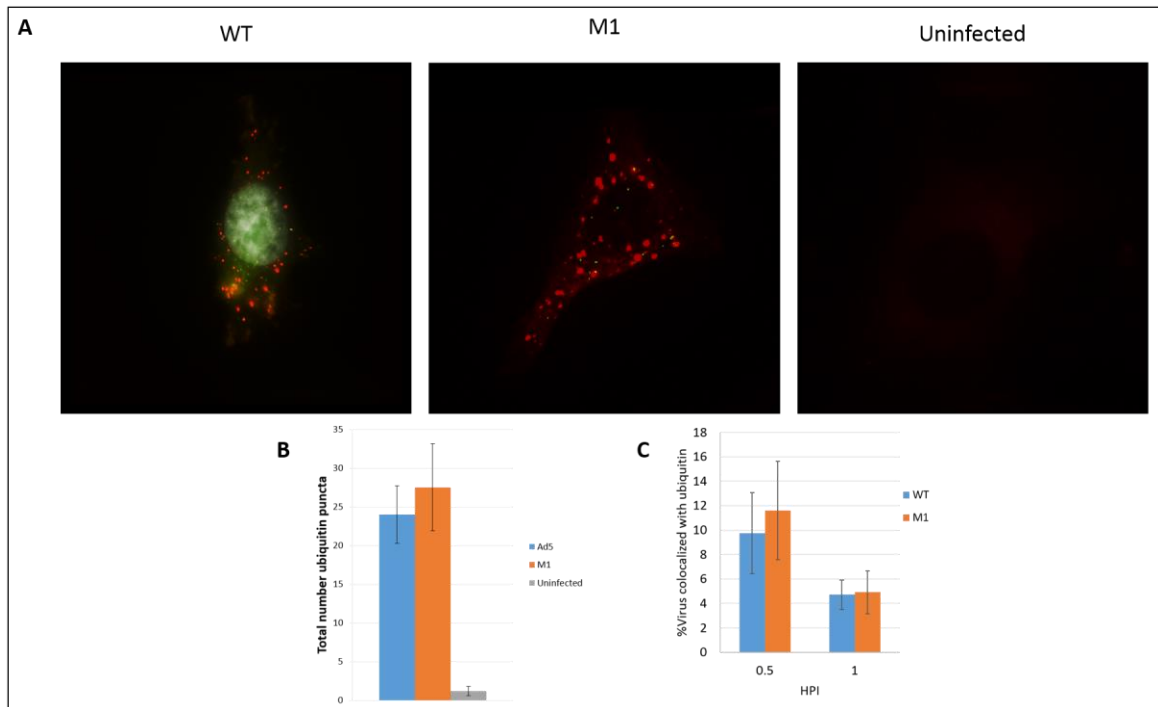 A
WT
M1
Uninfected
B
Total number ubiquitin puncta
35
30
25
20
15
10
5
0
Ad5
M1
Uninfected
C
%Virus colocalized with ubiquitin
18
16
14
12
10
8
6
4
2
0
0.5 1
HPI
WT
M1